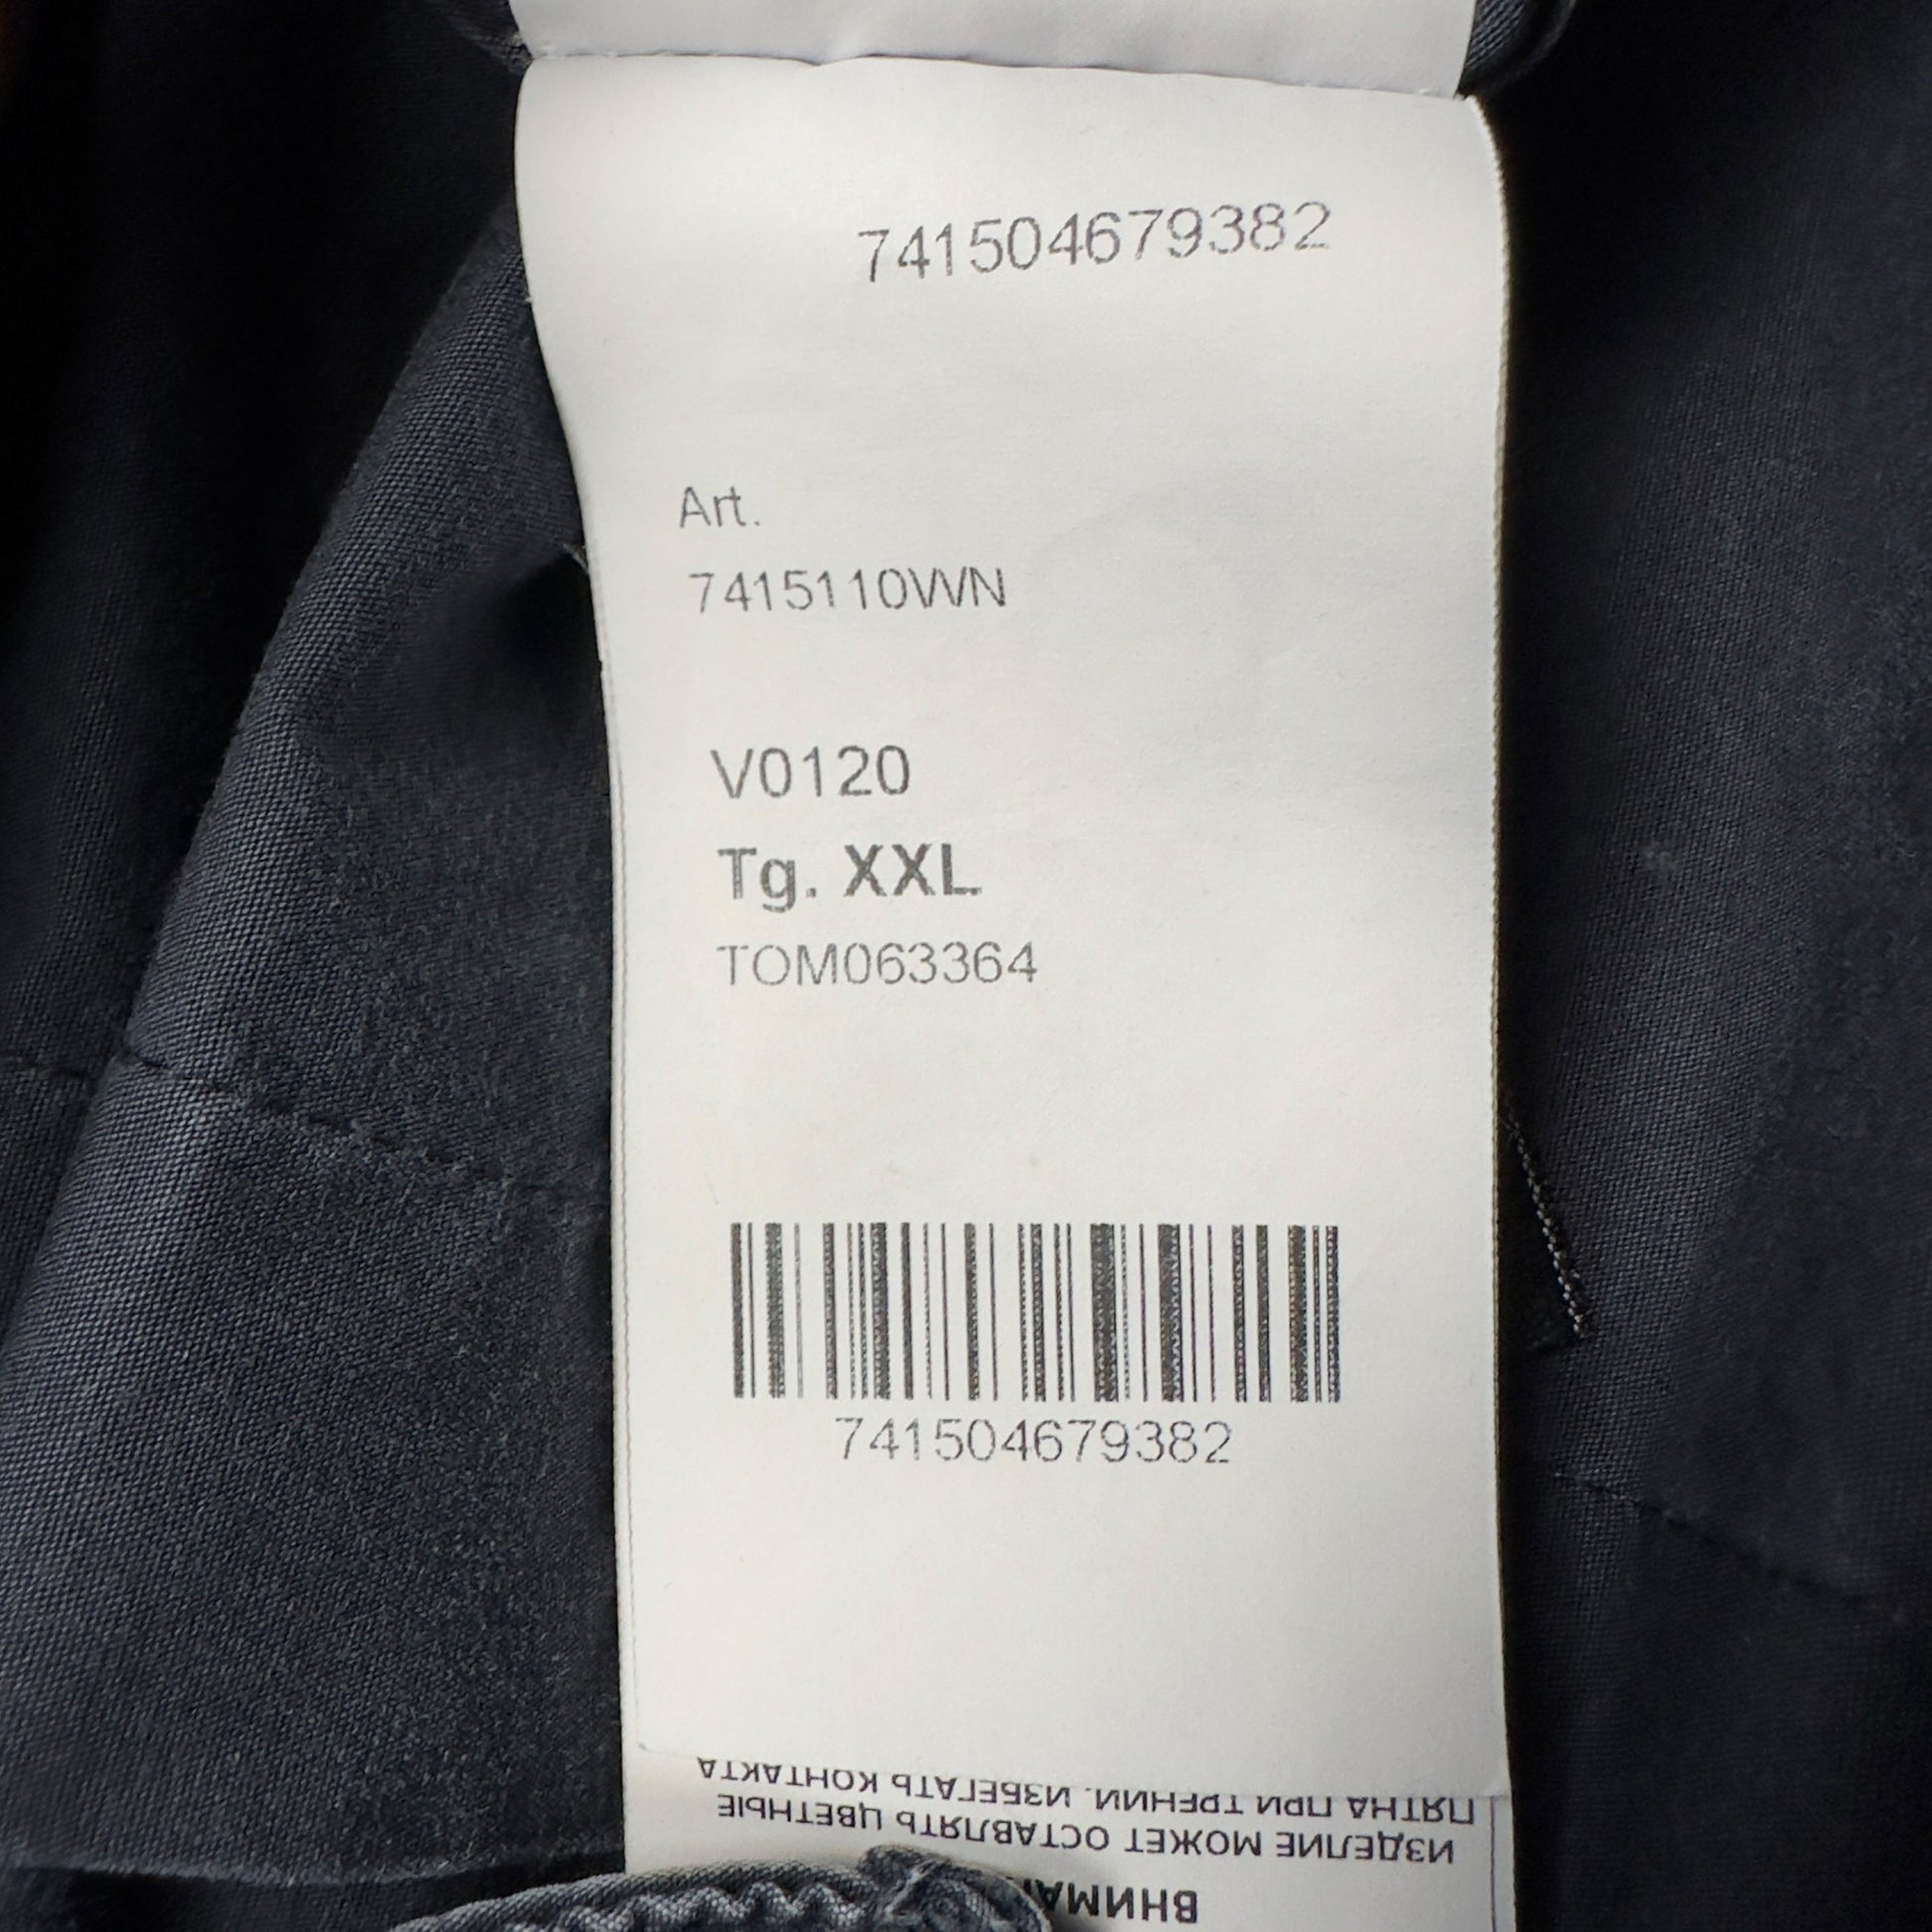 741504679382
Art.
7415110WN
V0120
Tg. XXL
TOM063364
741504679382
ИЗДЕЛИЕ МОЖЕТ ОСТАВЛЯТЬ ЦВЕТНЫЕ
ПЯТНА ПРИ ТРЕНИИ. ИЗБЕГАТЬ КОНТАКТА